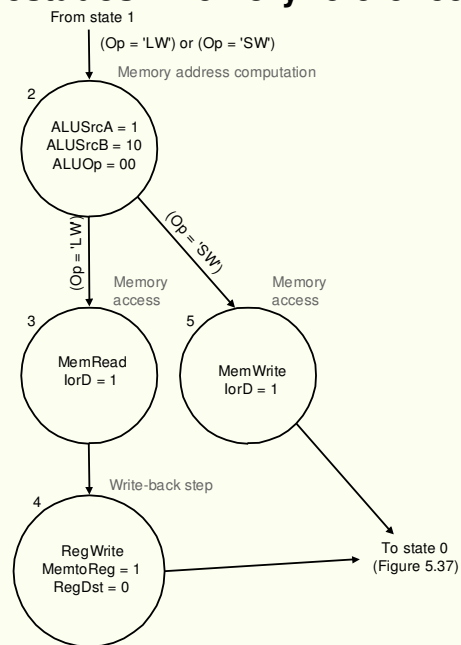 From state 1
(Op = 'LW') or (Op = 'SW')
Memory address computation
2
ALUSrcA = 1
ALUSrcB = 10
ALUOp = 00
(Op = 'LW')
(Op = 'SW')
Memory
access
Memory
access
3
MemRead
IorD = 1
5
MemWrite
IorD = 1
Write-back step
4
RegWrite
MemtoReg = 1
RegDst = 0
To state 0
(Figure 5.37)